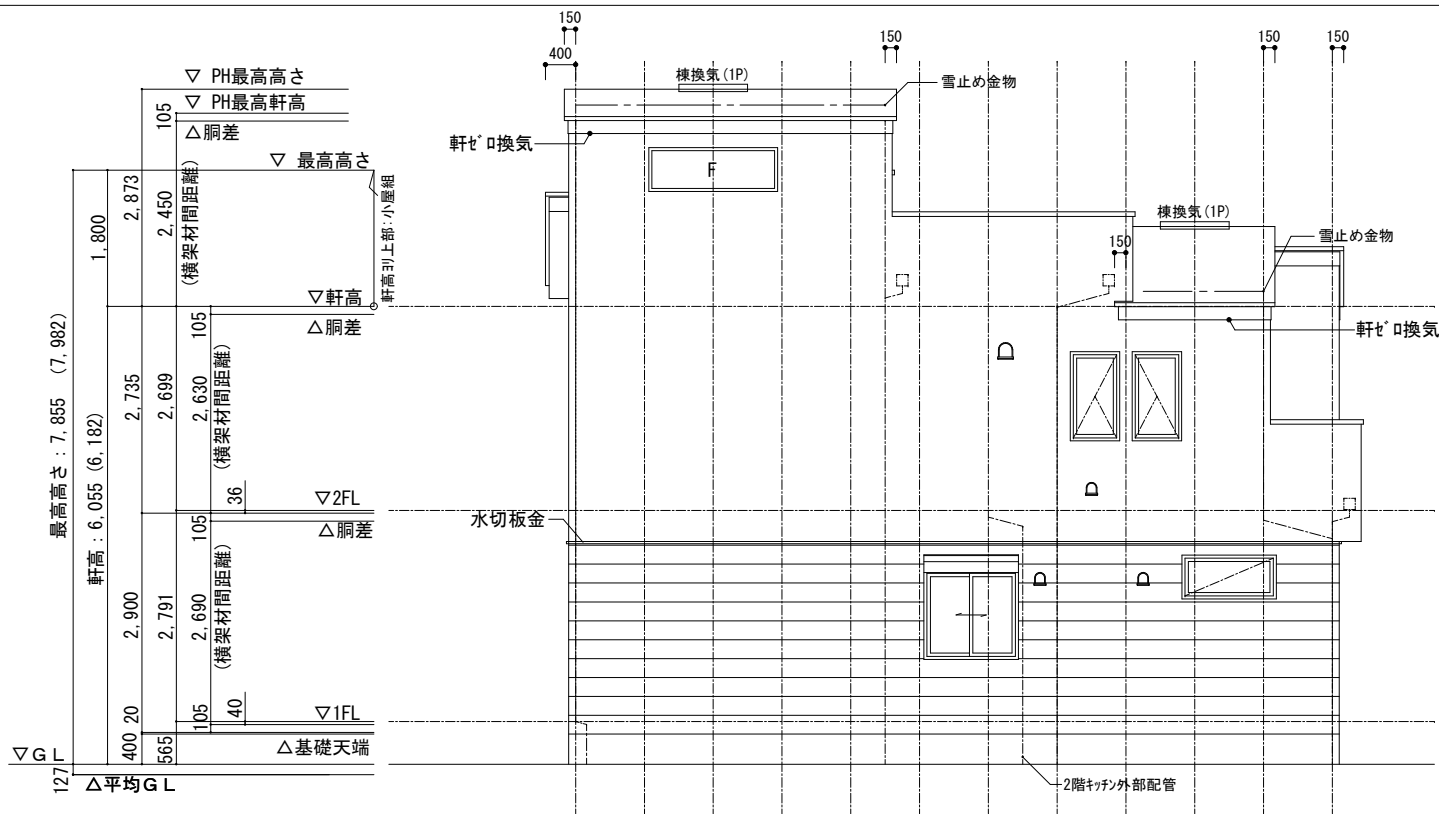 150
400
棟換気(1P)
150
雪止め金物
150
150
▽ PH最高高さ
▽ PH最高軒高
105
△胴差
軒ｾﾞﾛ換気
F
▽ 最高高さ
2,873
2,450
(横架材間距離)
1,800
軒高ﾖﾘ上部:小屋組
棟換気(1P)
150
雪止め金物
▽軒高
105
△胴差
軒ｾﾞﾛ換気
最高高さ:7,855 (7,982)
軒高:6,055 (6,182)
2,735
2,699
2,630
(横架材間距離)
36
▽2FL
105
△胴差
水切板金
2,900
2,791
2,690
(横架材間距離)
40
▽1FL
20
105
400
565
△基礎天端
▽GL
127
△平均GL
2階ｷｯﾁﾝ外部配管